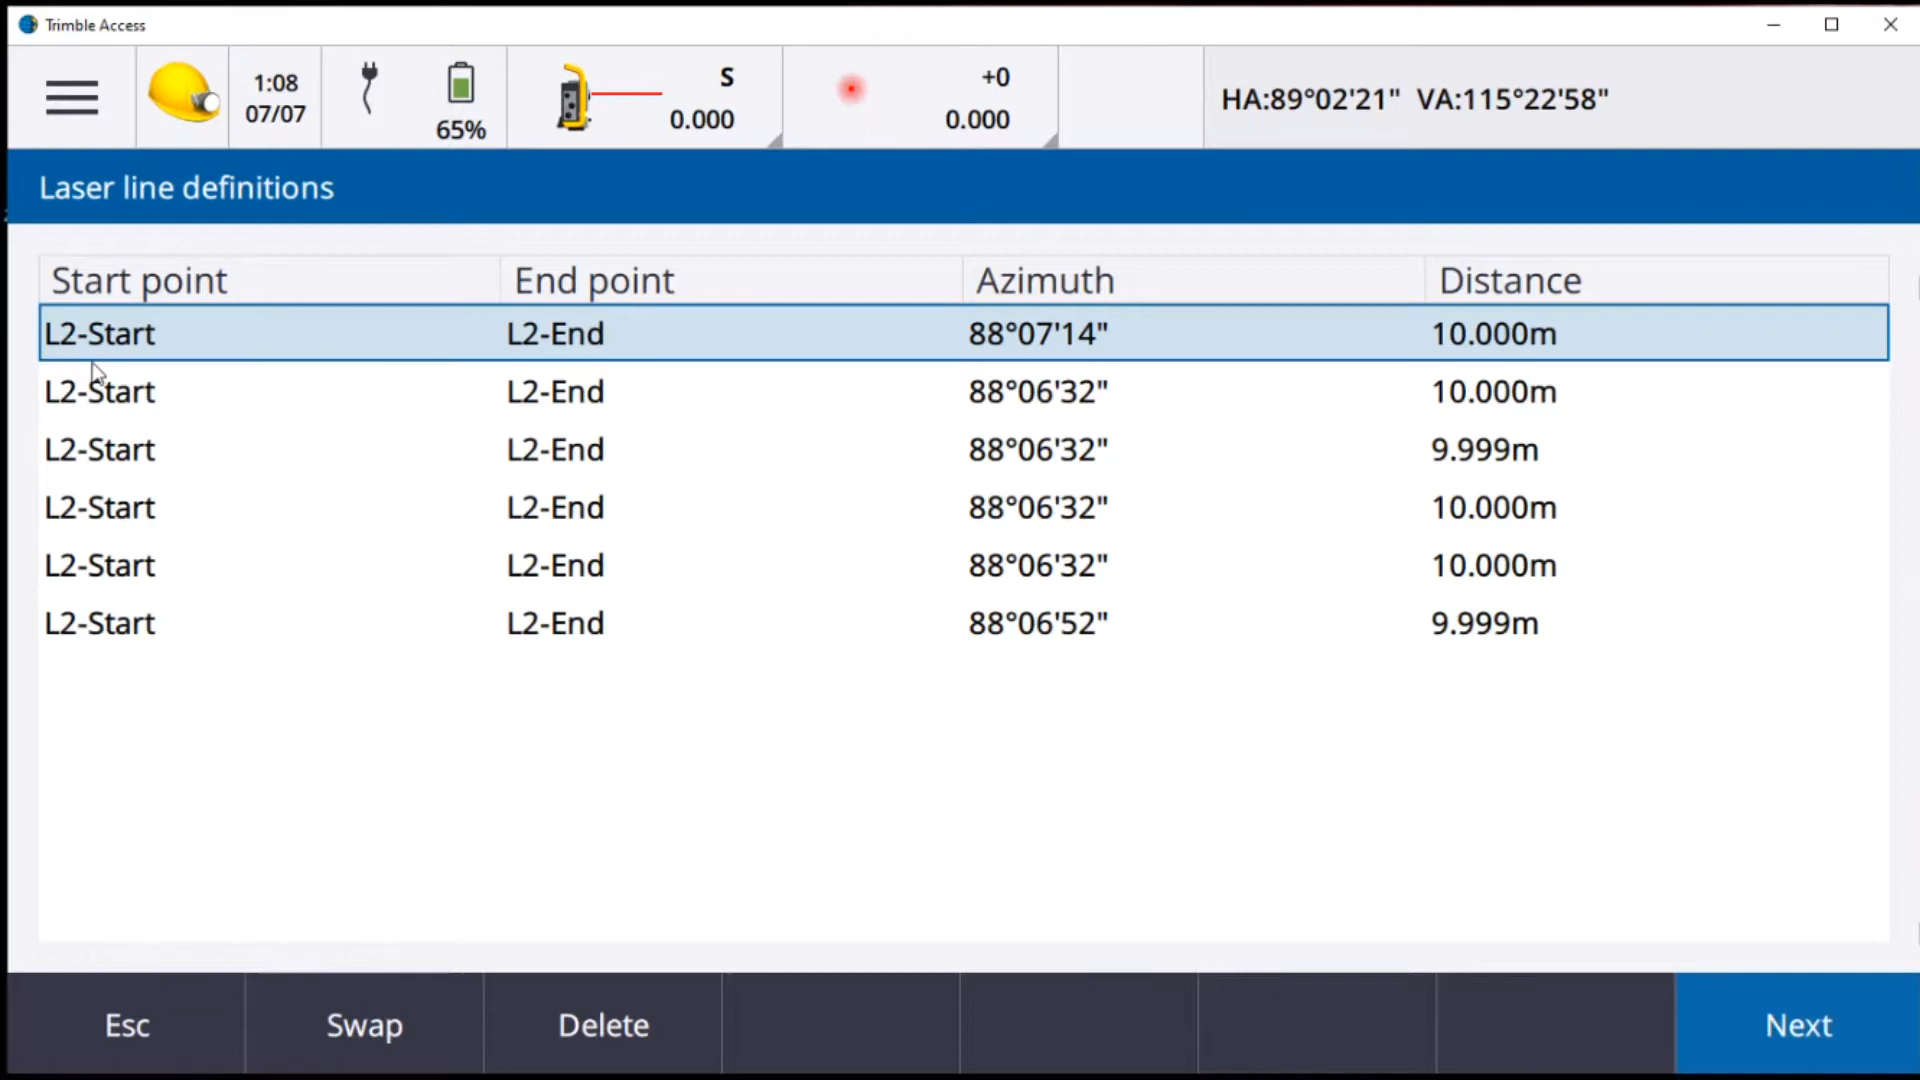 Trimble Access
1:08
07/07
65%
S
0.000
+0
0.000
HA:89°02'21" VA:115°22'58"
Laser line definitions
Start point End point Azimuth Distance
L2-Start L2-End 88°07'14" 10.000m
L2-Start L2-End 88°06'32" 10.000m
L2-Start L2-End 88°06'32" 9.999m
L2-Start L2-End 88°06'32" 10.000m
L2-Start L2-End 88°06'32" 10.000m
L2-Start L2-End 88°06'52" 9.999m
Esc Swap Delete Next